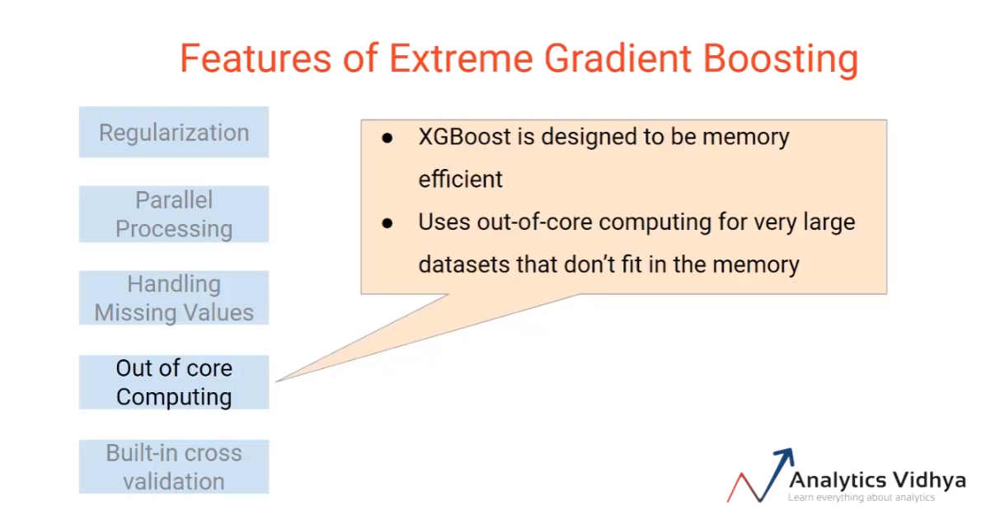 Features of Extreme Gradient Boosting
Regularization
Parallel
Processing
Handling
Missing Values
Out of core
Computing
Built-in cross
validation
● XGBoost is designed to be memory
efficient
● Uses out-of-core computing for very large
datasets that don’t fit in the memory
Analytics Vidhya
Learn everything about analytics